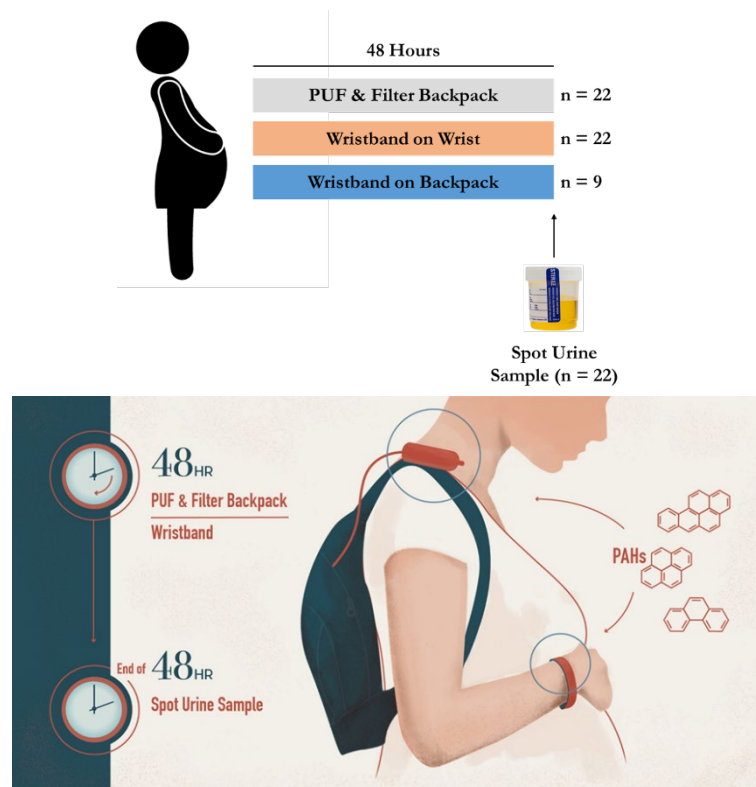 48 Hours
PUF & Filter Backpack n = 22
Wristband on Wrist n = 22
Wristband on Backpack n = 9
STERILE
Spot Urine
Sample (n = 22)
48HR
PUF & Filter Backpack
Wristband
PAHs
End of 48HR
Spot Urine Sample